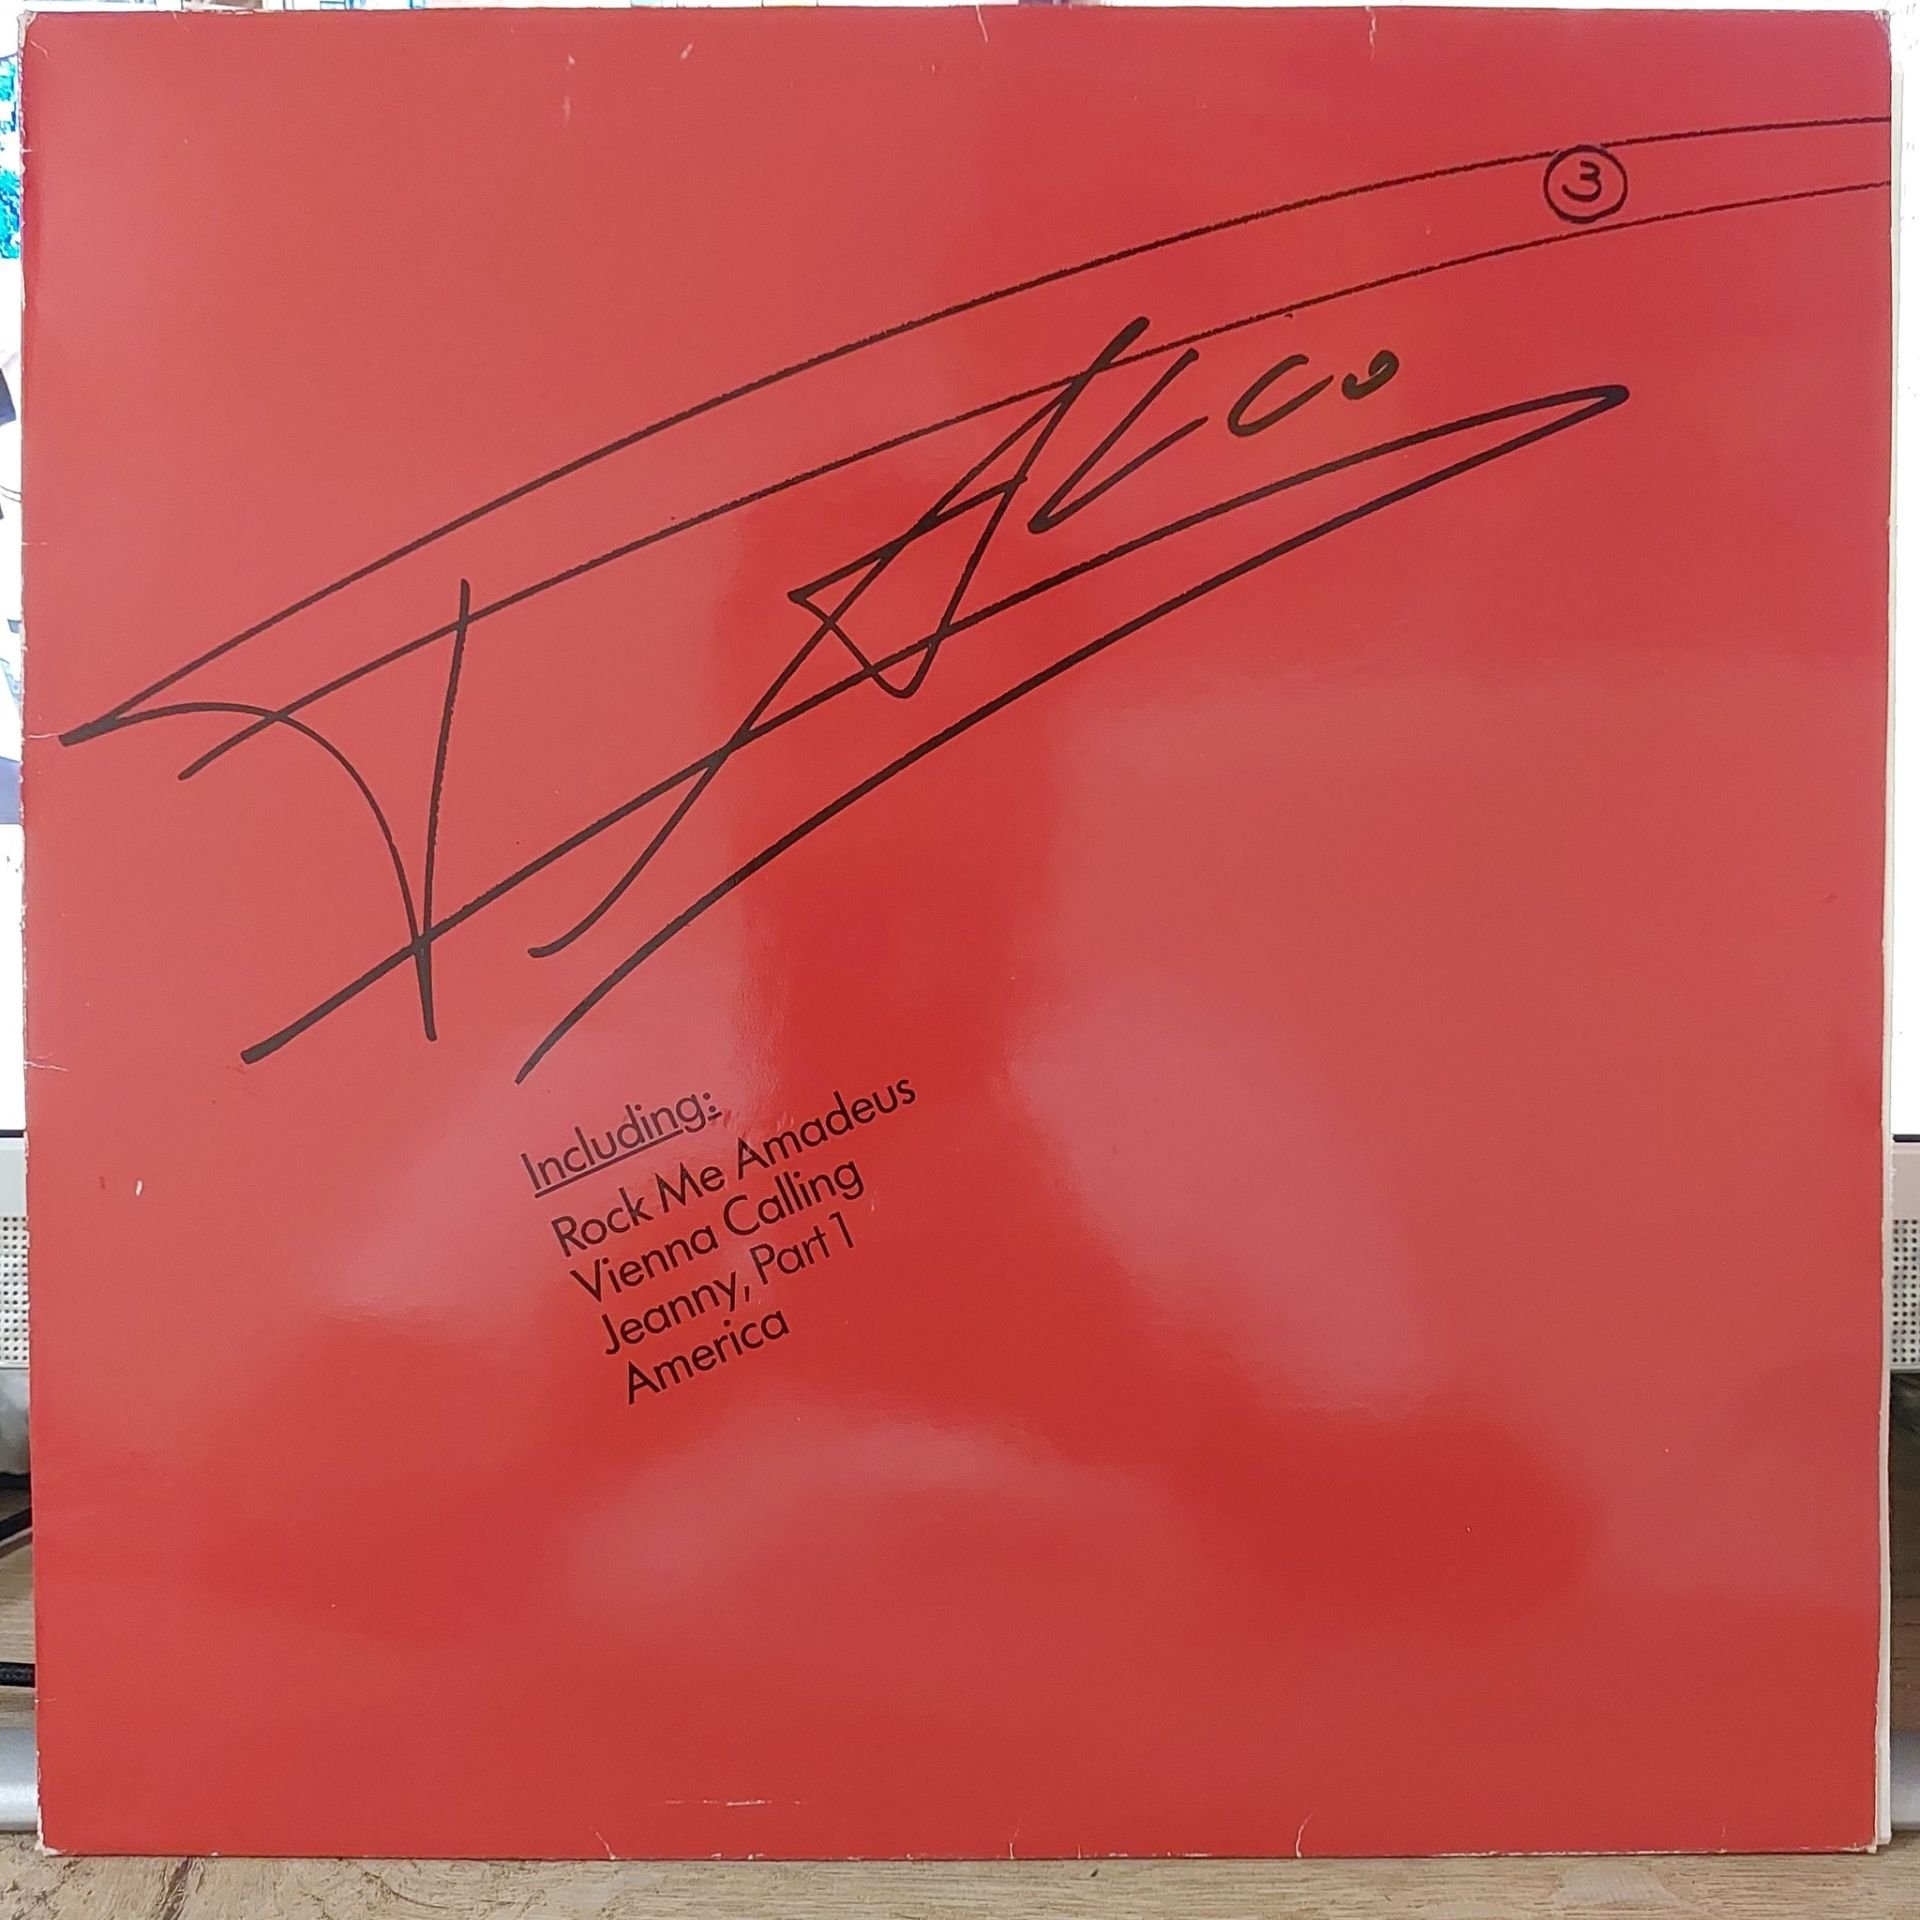 3
FALCO
Including:
Rock Me Amadeus
Vienna Calling
Jeanny, Part 1
America